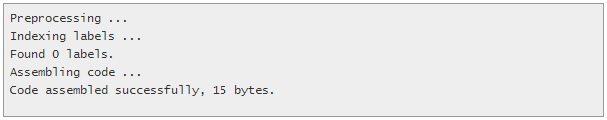 Preprocessing ...
Indexing labels ...
Found 0 labels.
Assembling code ...
Code assembled successfully, 15 bytes.